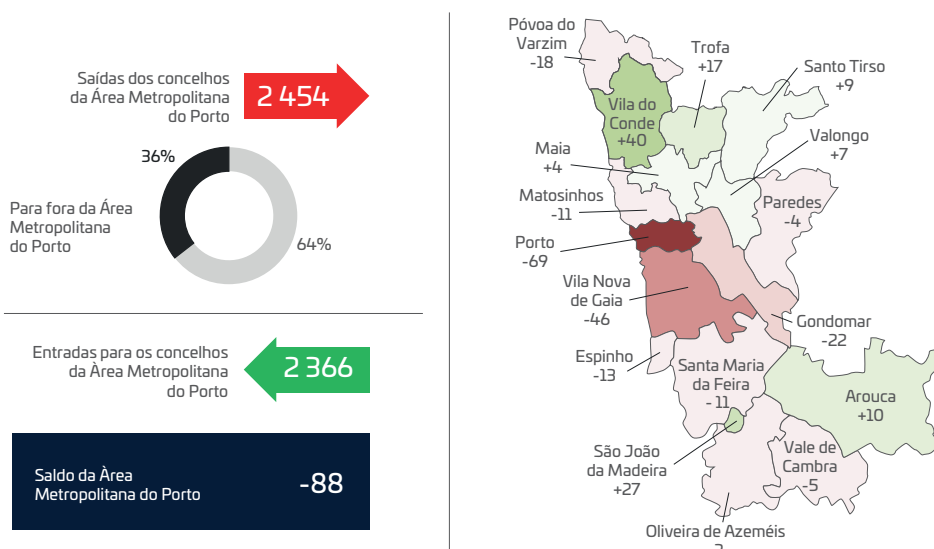 Saídas dos concelhos
da Área Metropolitana
do Porto
2 454
36%
Para fora da Área
Metropolitana
do Porto
64%
Entradas para os concelhos
da Àrea Metropolitana
do Porto
2 366
Saldo da Àrea
Metropolitana do Porto
-88
Póvoa do
Varzim
-18
Trofa
+17
Santo Tirso
+9
Vila do
Conde
+40
Maia
+4
Valongo
+7
Matosinhos
-11
Paredes
-4
Porto
-69
Vila Nova
de Gaia
-46
Gondomar
-22
Espinho
-13
Santa Maria
da Feira
- 11
Arouca
+10
São João
da Madeira
+27
Vale de
Cambra
-5
Oliveira de Azeméis